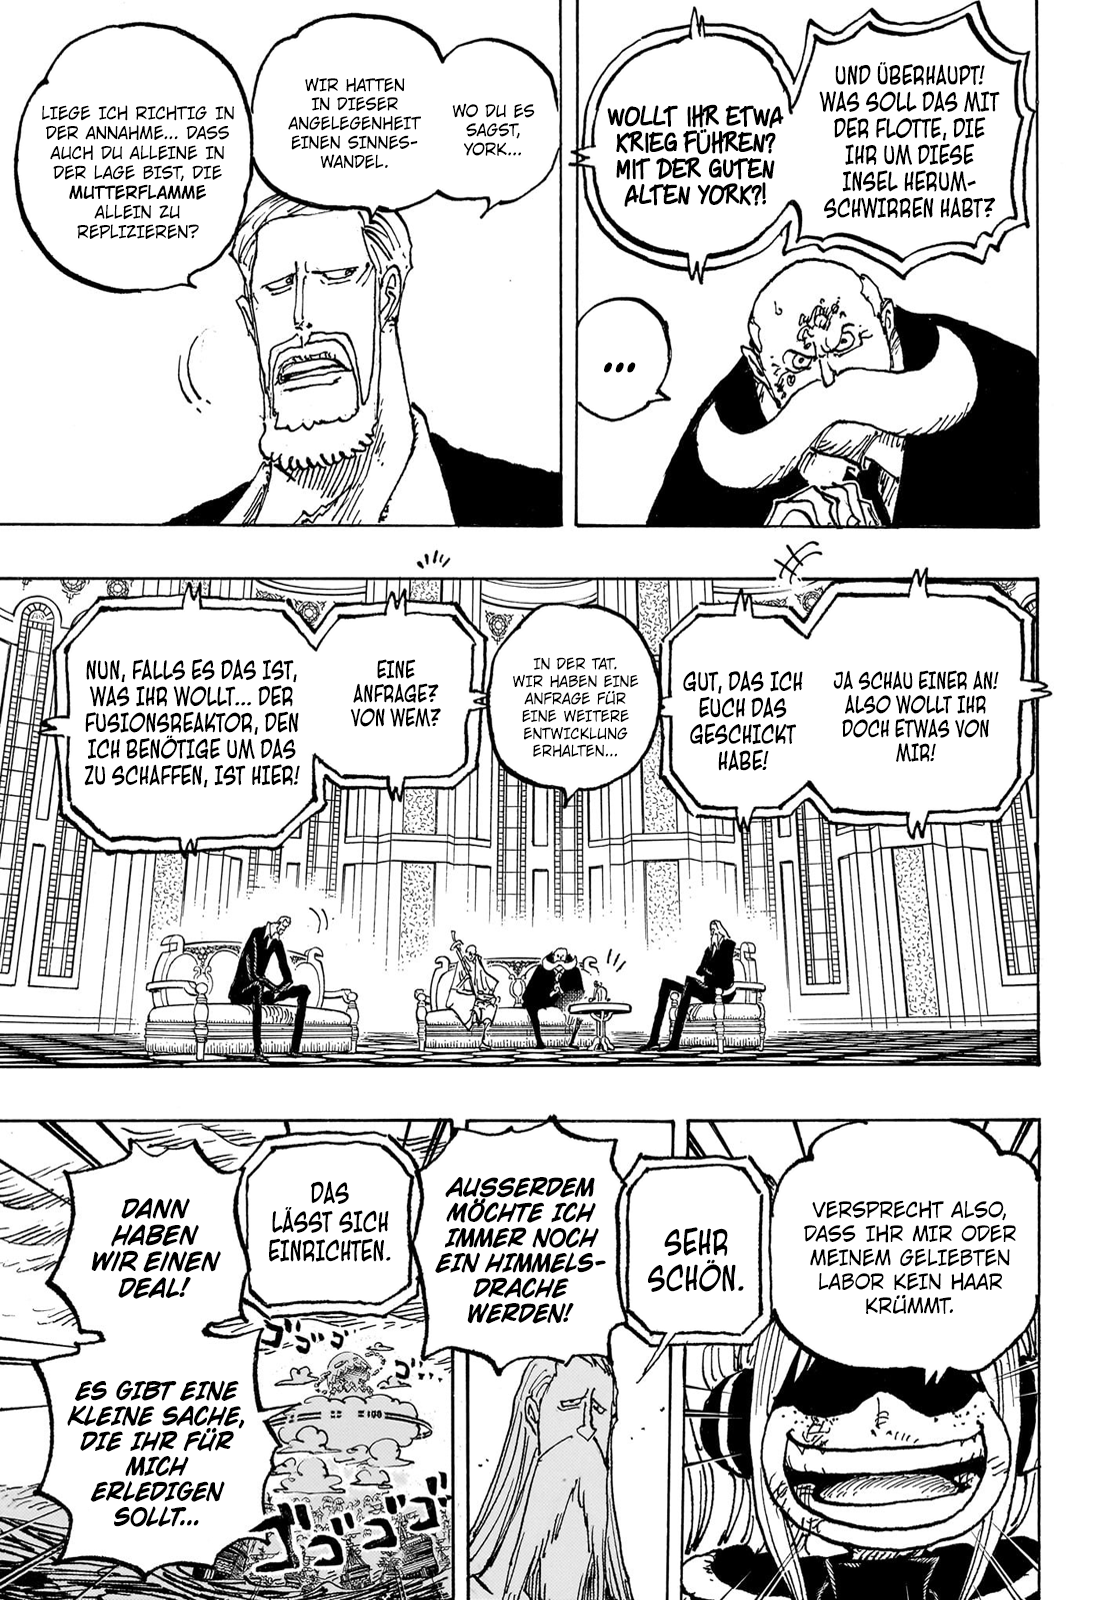 UND ÜBERHAUPT!
WAS SOLL DAS MIT
DER FLOTTE, DIE
IHR UM DIESE
INSEL HERUM-
SCHWIRREN HABT?
WOLLT IHR ETWA
KRIEG FÜHREN?
MIT DER GUTEN
ALTEN YORK?!
...
WO DU ES
SAGST,
YORK...
WIR HATTEN
IN DIESER
ANGELEGENHEIT
EINEN SINNES-
WANDEL.
LIEGE ICH RICHTIG IN
DER ANNAHME... DASS
AUCH DU ALLEINE IN
DER LAGE BIST, DIE
MUTTERFLAMME
ALLEIN ZU
REPLIZIEREN?
JA SCHAU EINER AN!
ALSO WOLLT IHR
DOCH ETWAS VON
MIR!
GUT, DAS ICH
EUCH DAS
GESCHICKT
HABE!
IN DER TAT.
WIR HABEN EINE
ANFRAGE FÜR
EINE WEITERE
ENTWICKLUNG
ERHALTEN...
EINE
ANFRAGE?
VON WEM?
NUN, FALLS ES DAS IST,
WAS IHR WOLLT... DER
FUSIONSREAKTOR, DEN
ICH BENÖTIGE UM DAS
ZU SCHAFFEN, IST HIER!
VERSPRECHT ALSO,
DASS IHR MIR ODER
MEINEM GELIEBTEN
LABOR KEIN HAAR
KRÜMMT.
SEHR
SCHÖN.
AUSSERDEM
MÖCHTE ICH
IMMER NOCH
EIN HIMMELS-
DRACHE
WERDEN!
DAS
LÄSST SICH
EINRICHTEN.
DANN
HABEN
WIR EINEN
DEAL!
ES GIBT EINE
KLEINE SACHE,
DIE IHR FÜR
MICH
ERLEDIGEN
SOLLT...
ゴゴゴ
ゴゴゴゴゴ